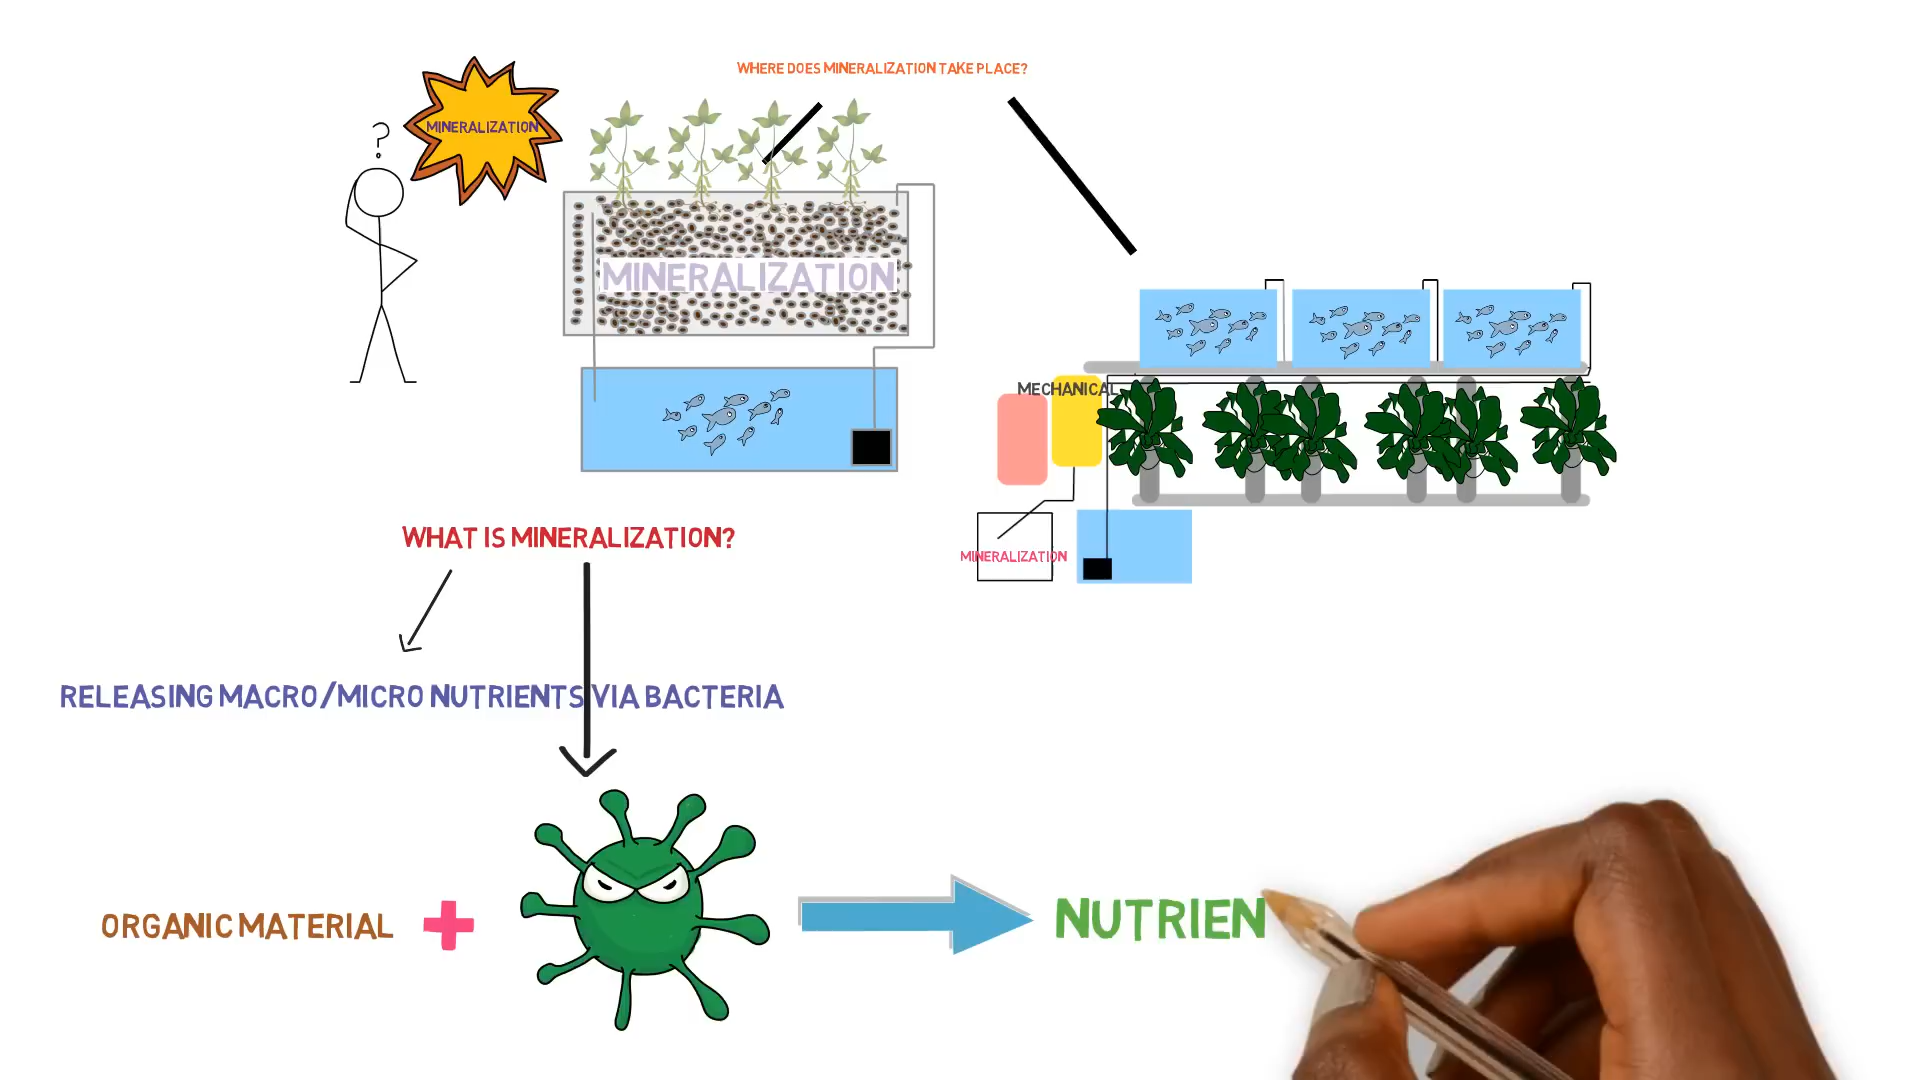 WHERE DOES MINERALIZATION TAKE PLACE?
?
MINERALIZATION
MINERALIZATION
MECHANICAL
MINERALIZATION
WHAT IS MINERALIZATION?
RELEASING MACRO/MICRO NUTRIENTS VIA BACTERIA
ORGANIC MATERIAL + NUTRIEN